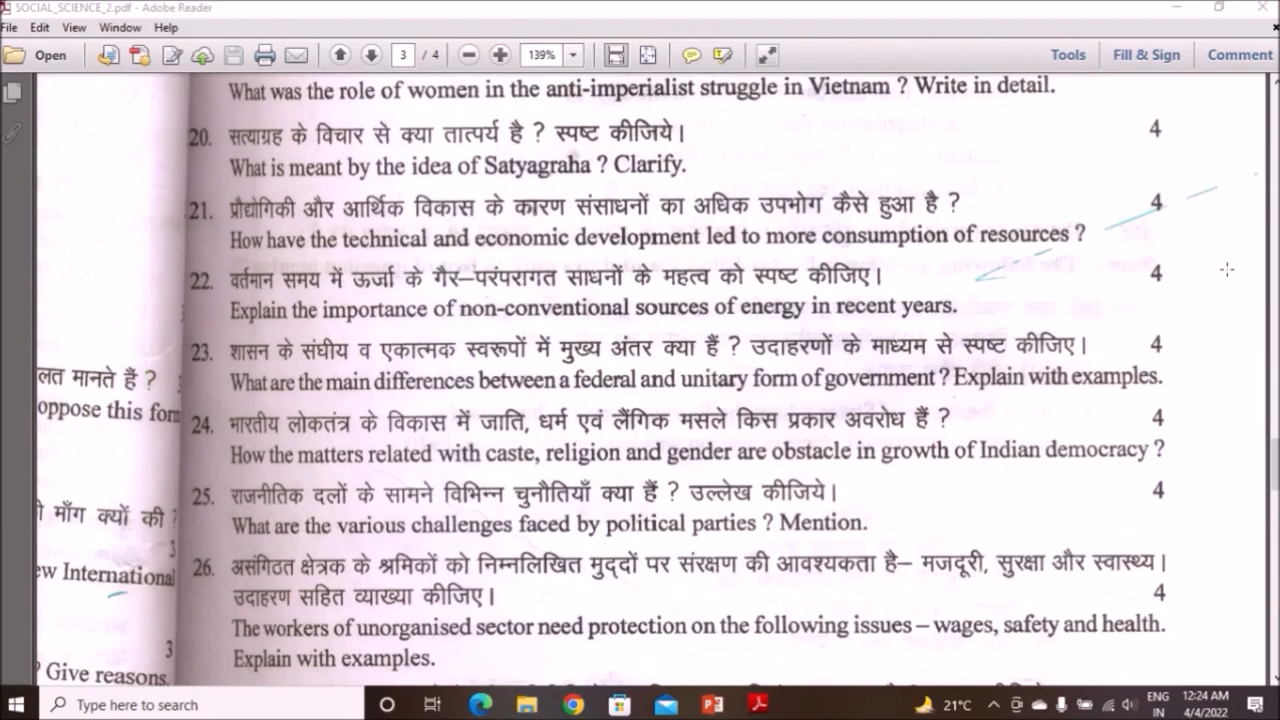 SOCIAL_SCIENCE_2.pdf - Adobe Reader
File Edit View Window Help
Open 3 / 4 139% Tools Fill & Sign Comment
What was the role of women in the anti-imperialist struggle in Vietnam ? Write in detail.
20. सत्याग्रह के विचार से क्या तात्पर्य है ? स्पष्ट कीजिये। 4
What is meant by the idea of Satyagraha ? Clarify.
21. प्रौद्योगिकी और आर्थिक विकास के कारण संसाधनों का अधिक उपभोग कैसे हुआ है ? 4
How have the technical and economic development led to more consumption of resources ?
22. वर्तमान समय में ऊर्जा के गैर–परंपरागत साधनों के महत्व को स्पष्ट कीजिए। 4
Explain the importance of non-conventional sources of energy in recent years.
23. शासन के संघीय व एकात्मक स्वरूपों में मुख्य अंतर क्या हैं ? उदाहरणों के माध्यम से स्पष्ट कीजिए। 4
What are the main differences between a federal and unitary form of government ? Explain with examples.
लत मानते हैं ?
oppose this form
24. भारतीय लोकतंत्र के विकास में जाति, धर्म एवं लैंगिक मसले किस प्रकार अवरोध हैं ? 4
How the matters related with caste, religion and gender are obstacle in growth of Indian democracy ?
25. राजनीतिक दलों के सामने विभिन्न चुनौतियाँ क्या हैं ? उल्लेख कीजिये। 4
What are the various challenges faced by political parties ? Mention.
माँग क्यों की ?
3
ew International
26. असंगिठत क्षेत्रक के श्रमिकों को निम्नलिखित मुद्दों पर संरक्षण की आवश्यकता है– मजदूरी, सुरक्षा और स्वास्थ्य।
उदाहरण सहित व्याख्या कीजिए। 4
The workers of unorganised sector need protection on the following issues – wages, safety and health.
Explain with examples.
3
? Give reasons.
Type here to search 21°C ENG IN 12:24 AM 4/4/2022